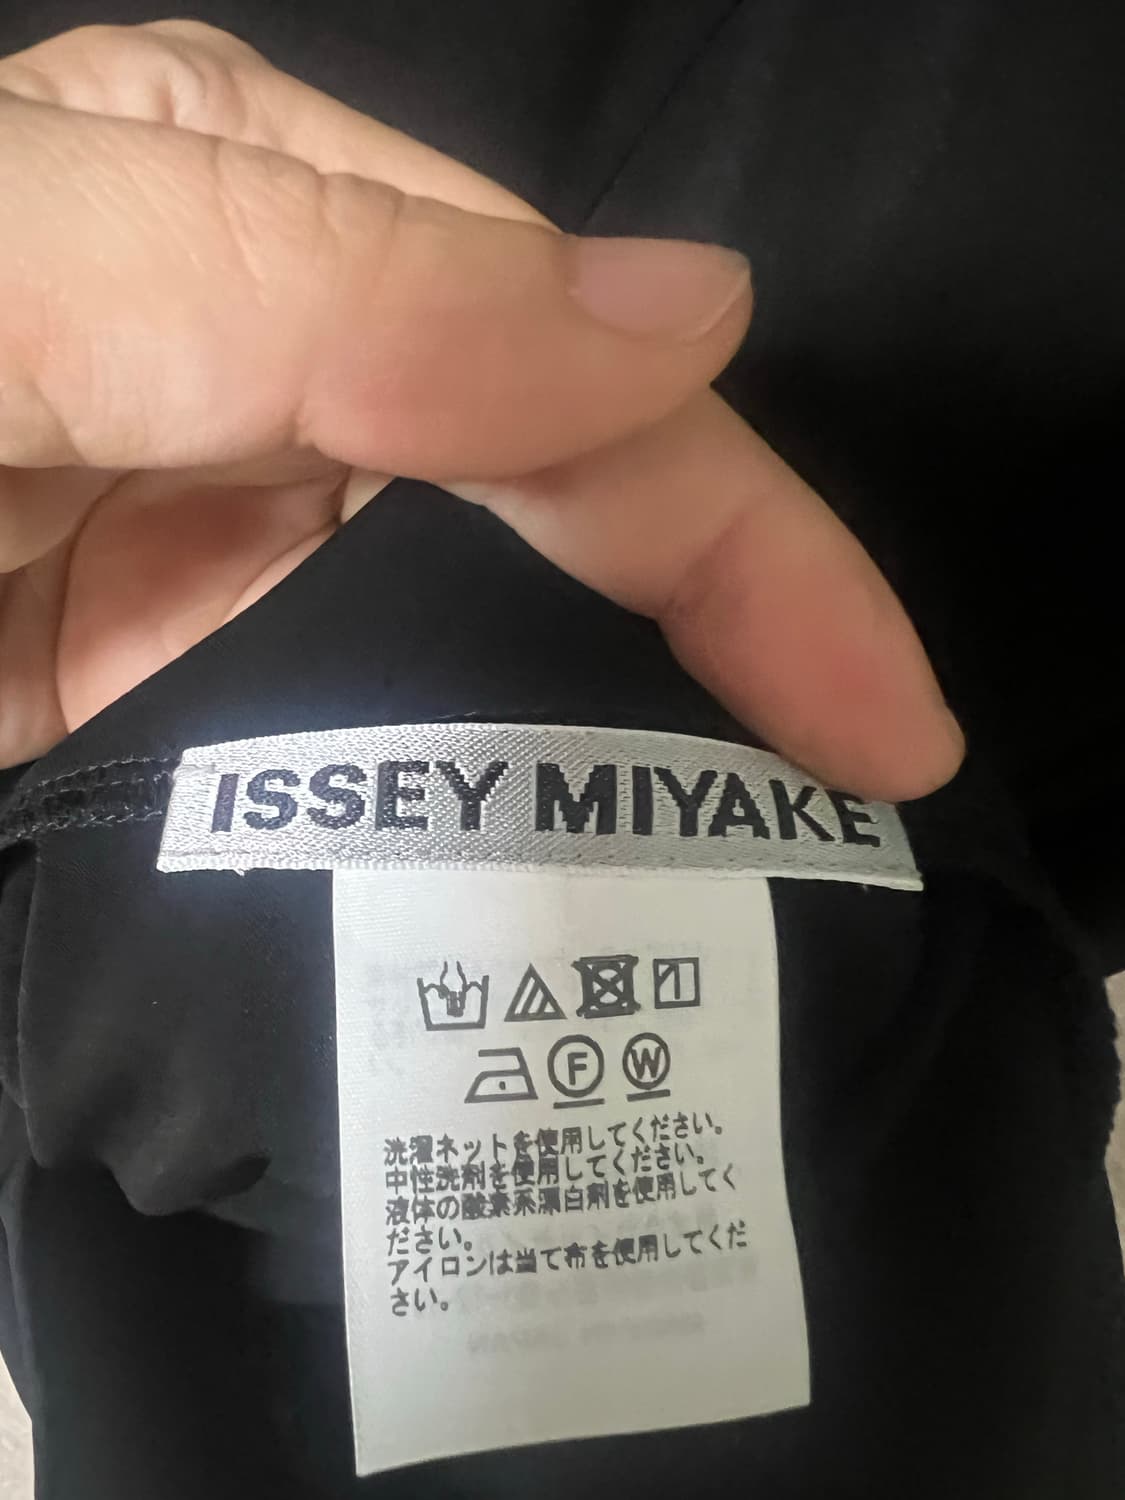 ISSEY MIYAKE
F W
洗濯ネットを使用してください。
中性洗剤を使用してください。
液体の酸素系漂白剤を使用してく
ださい。
アイロンは当て布を使用してくだ
さい。